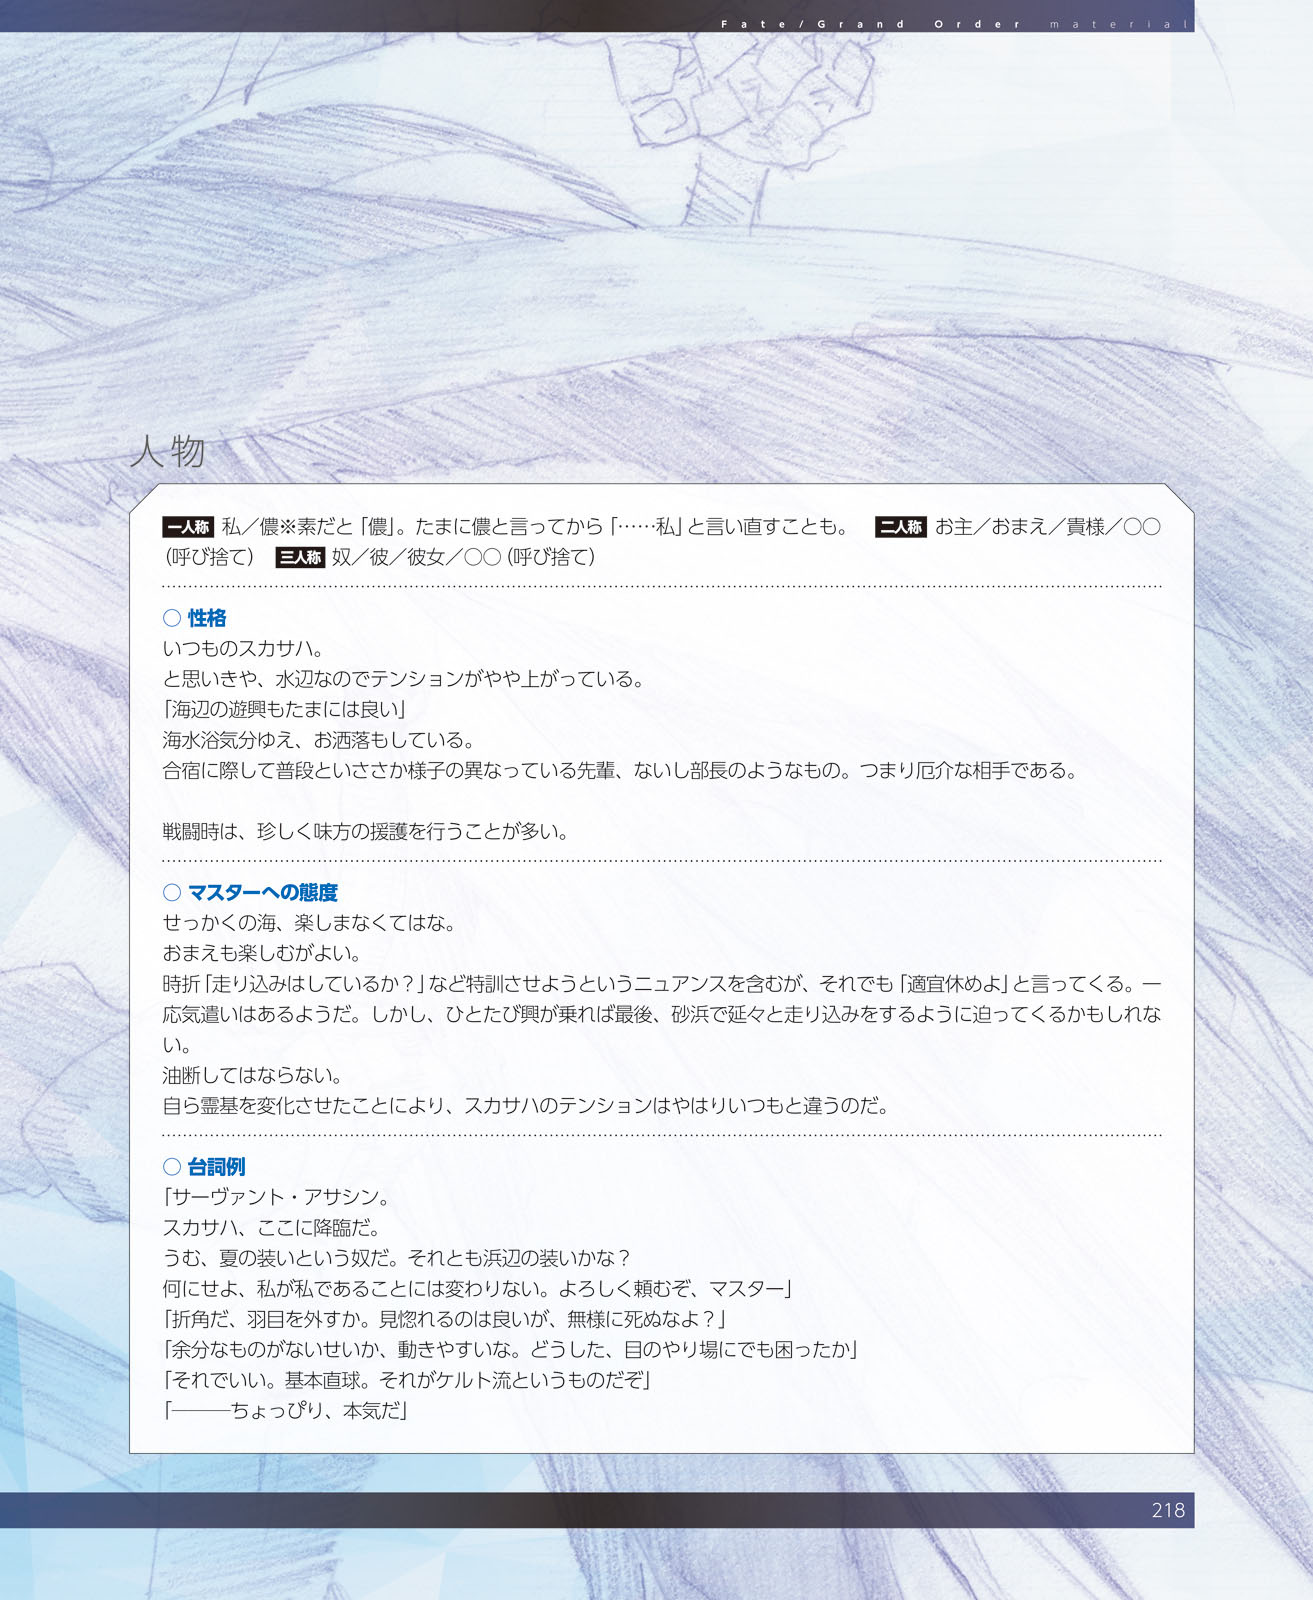 Fate/Grand Order material
人物
一人称 私／儂※素だと「儂」。たまに儂と言ってから「……私」と言い直すことも。 二人称 お主／おまえ／貴様／○○
（呼び捨て） 三人称 奴／彼／彼女／○○（呼び捨て）
○ 性格
いつものスカサハ。
と思いきや、水辺なのでテンションがやや上がっている。
「海辺の遊興もたまには良い」
海水浴気分ゆえ、お洒落もしている。
合宿に際して普段といささか様子の異なっている先輩、ないし部長のようなもの。つまり厄介な相手である。
戦闘時は、珍しく味方の援護を行うことが多い。
○ マスターへの態度
せっかくの海、楽しまなくてはな。
おまえも楽しむがよい。
時折「走り込みはしているか？」など特訓させようというニュアンスを含むが、それでも「適宜休めよ」と言ってくる。一
応気遣いはあるようだ。しかし、ひとたび興が乗れば最後、砂浜で延々と走り込みをするように迫ってくるかもしれな
い。
油断してはならない。
自ら霊基を変化させたことにより、スカサハのテンションはやはりいつもと違うのだ。
○ 台詞例
「サーヴァント・アサシン。
スカサハ、ここに降臨だ。
うむ、夏の装いという奴だ。それとも浜辺の装いかな？
何にせよ、私が私であることには変わりない。よろしく頼むぞ、マスター」
「折角だ、羽目を外すか。見惚れるのは良いが、無様に死ぬなよ？」
「余分なものがないせいか、動きやすいな。どうした、目のやり場にでも困ったか」
「それでいい。基本直球。それがケルト流というものだぞ」
「―――ちょっぴり、本気だ」
218